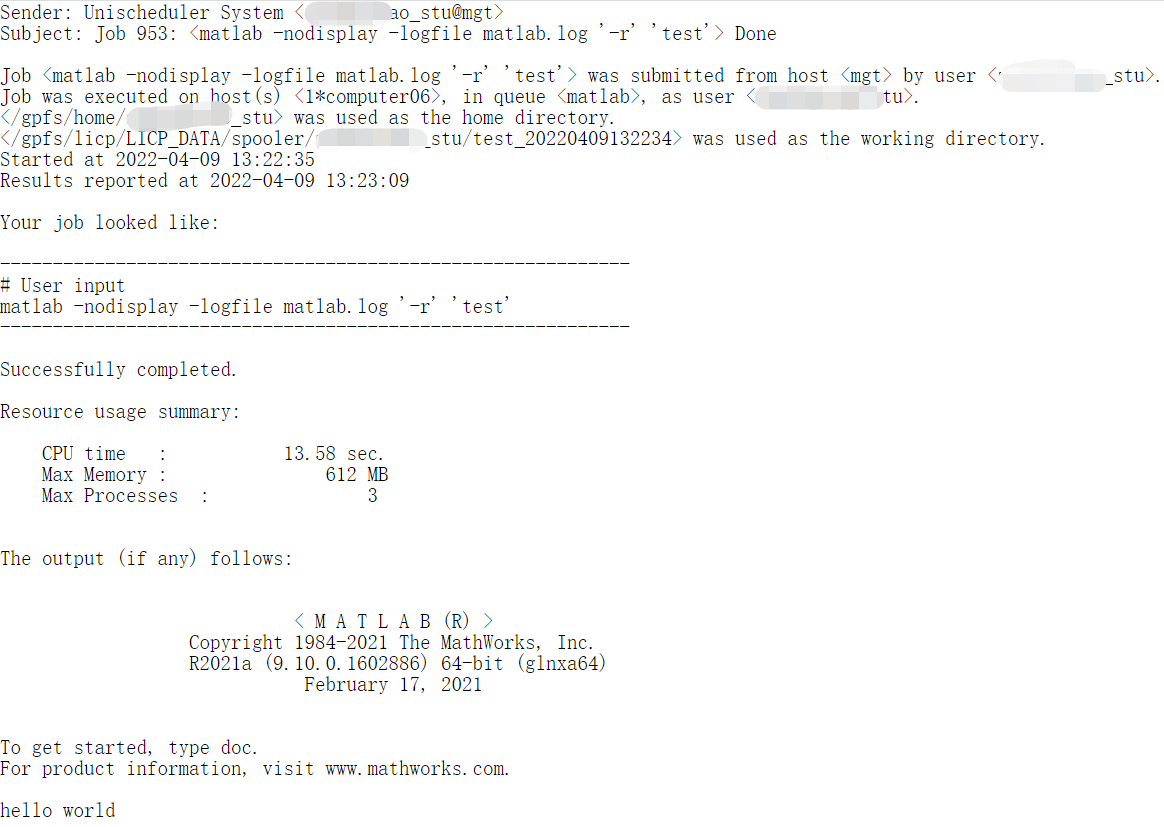 Sender: Unischeduler System < ao_stu@mgt>
Subject: Job 953: <matlab -nodisplay -logfile matlab.log '-r' 'test'> Done
Job <matlab -nodisplay -logfile matlab.log '-r' 'test'> was submitted from host <mgt> by user < _stu>.
Job was executed on host(s) <1*computer06>, in queue <matlab>, as user < tu>.
</gpfs/home/ _stu> was used as the home directory.
</gpfs/licp/LICP_DATA/spooler/ _stu/test_20220409132234> was used as the working directory.
Started at 2022-04-09 13:22:35
Results reported at 2022-04-09 13:23:09
Your job looked like:
------------------------------------------------------------
# User input
matlab -nodisplay -logfile matlab.log '-r' 'test'
------------------------------------------------------------
Successfully completed.
Resource usage summary:
CPU time : 13.58 sec.
Max Memory : 612 MB
Max Processes : 3
The output (if any) follows:
< M A T L A B (R) >
Copyright 1984-2021 The MathWorks, Inc.
R2021a (9.10.0.1602886) 64-bit (glnxa64)
February 17, 2021
To get started, type doc.
For product information, visit www.mathworks.com.
hello world